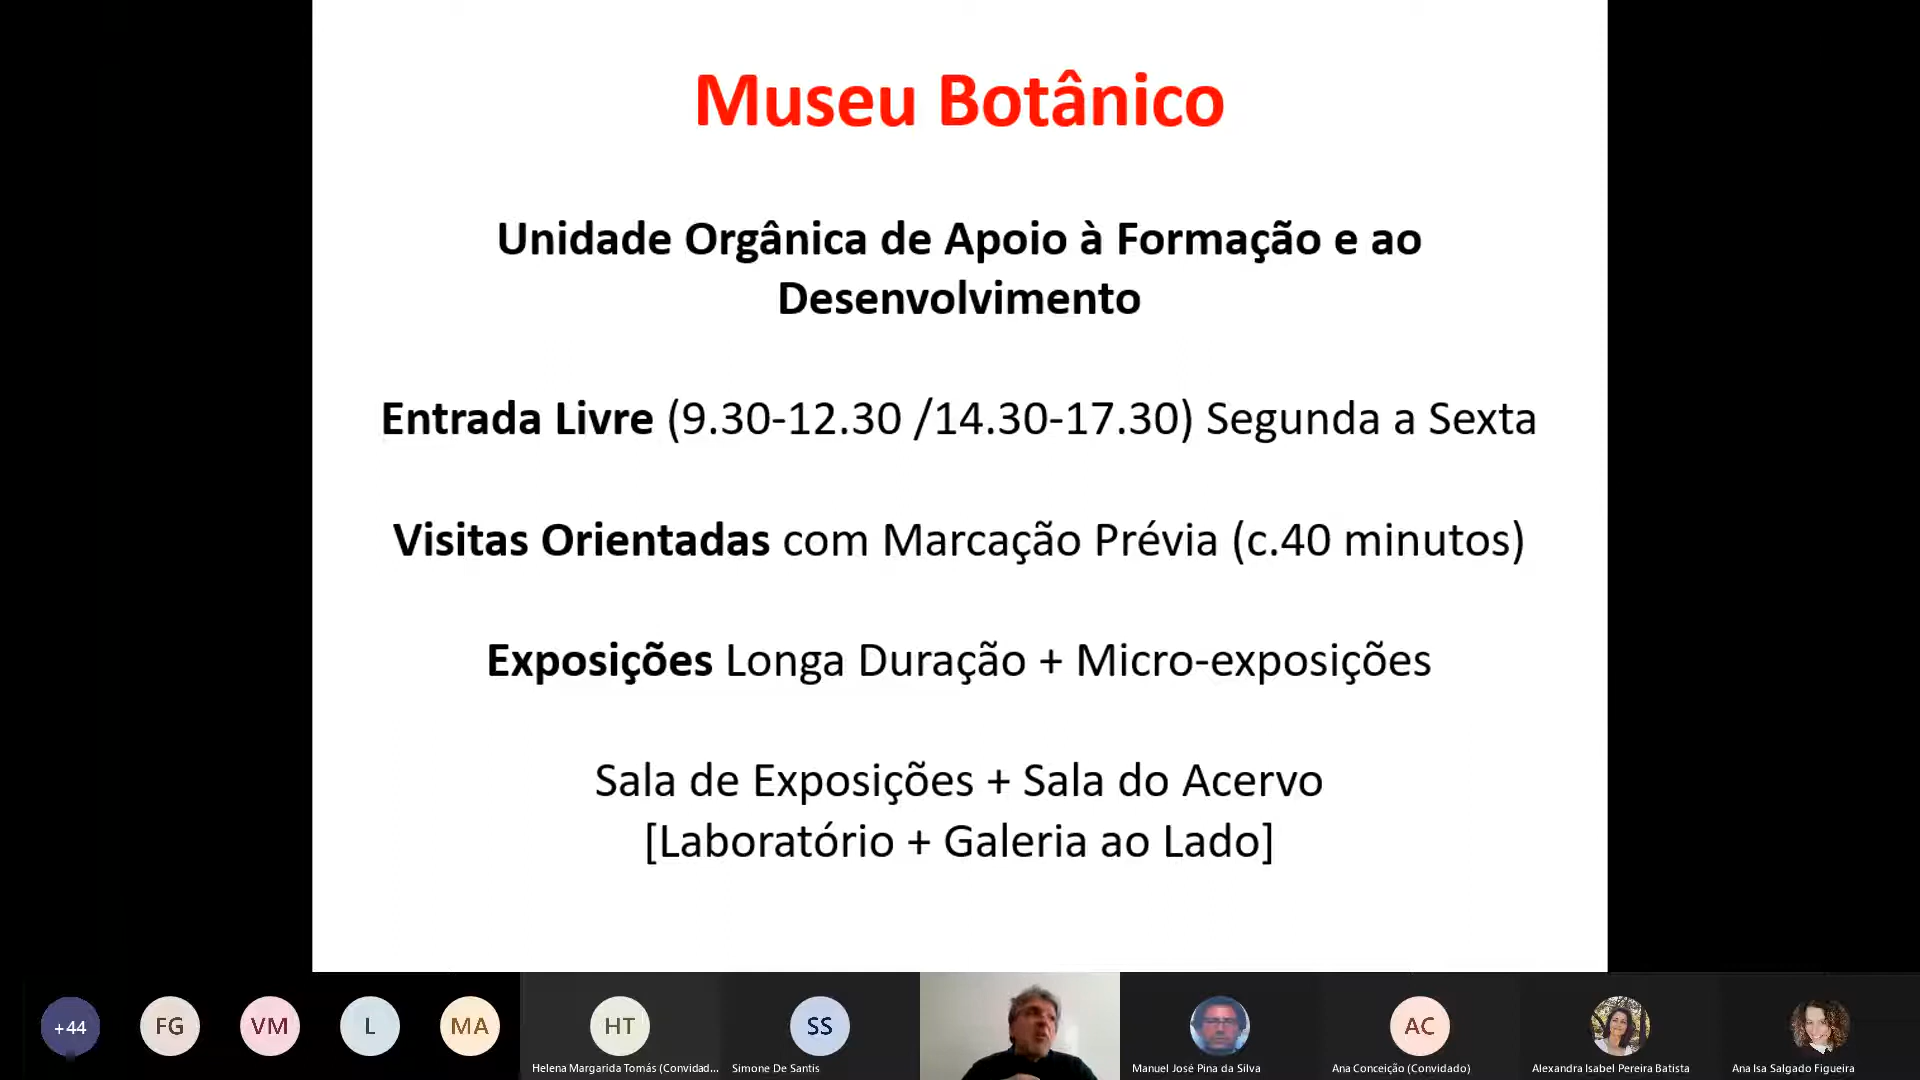 Museu Botânico
Unidade Orgânica de Apoio à Formação e ao
Desenvolvimento
Entrada Livre (9.30-12.30 /14.30-17.30) Segunda a Sexta
Visitas Orientadas com Marcação Prévia (c.40 minutos)
Exposições Longa Duração + Micro-exposições
Sala de Exposições + Sala do Acervo
[Laboratório + Galeria ao Lado]
+44
FG
VM
L
MA
HT
SS
AC
Helena Margarida Tomás (Convidad...
Simone De Santis
Manuel José Pina da Silva
Ana Conceição (Convidado)
Alexandra Isabel Pereira Batista
Ana Isa Salgado Figueira